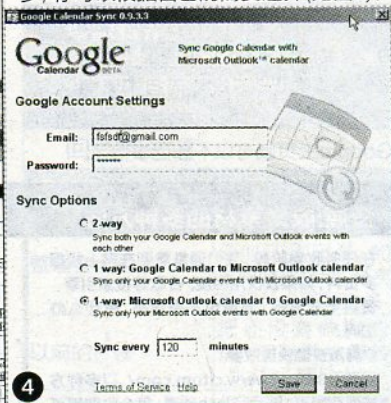 Google Calendar Sync 0.9.3.3
Google
Calendar BETA
Sync Google Calendar with
Microsoft Outlook™ calendar
Google Account Settings
Email: fsfsdf@gmail.com
Password: ******
Sync Options
2-way
Sync both your Google Calendar and Microsoft Outlook events with
each other
1 way: Google Calendar to Microsoft Outlook calendar
Sync only your Google Calendar events with Microsoft Outlook calendar
1-way: Microsoft Outlook calendar to Google Calendar
Sync only your Microsoft Outlook events with Google Calendar
Sync every 120 minutes
4
Terms of Service Help Save Cancel